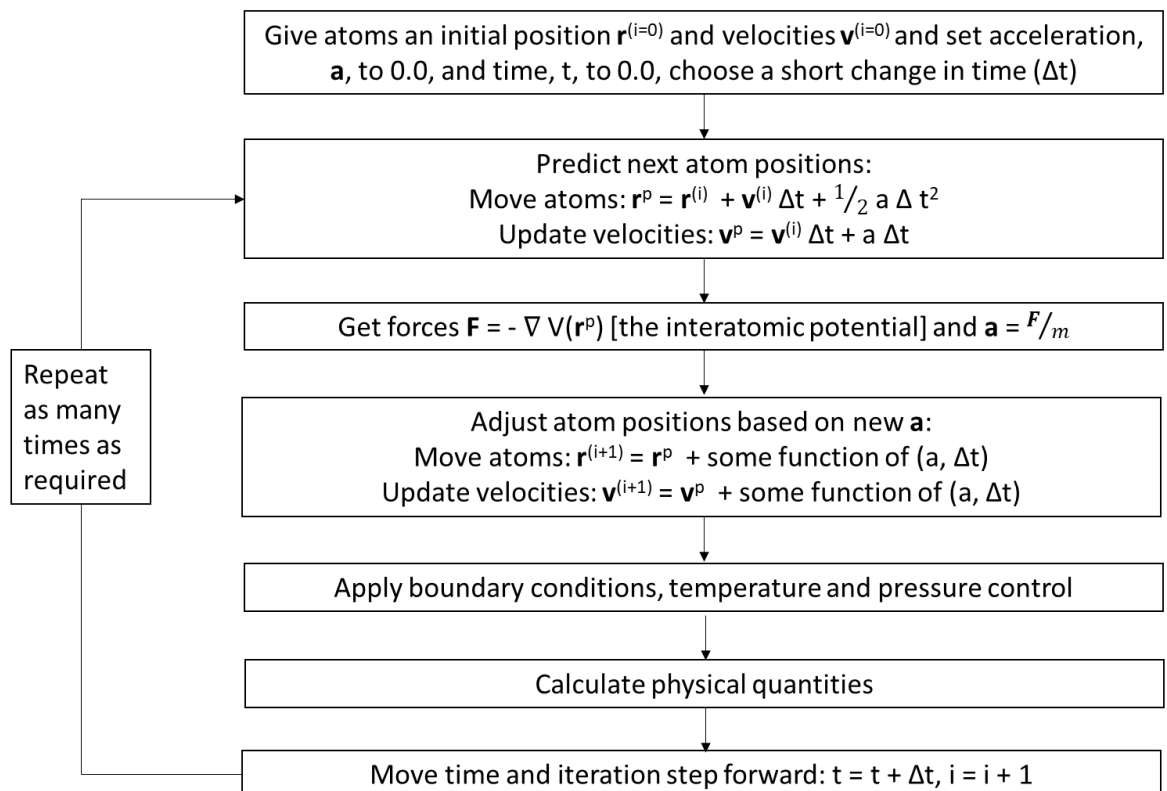 Give atoms an initial position r⁽ⁱ⁼⁰⁾ and velocities v⁽ⁱ⁼⁰⁾ and set acceleration,
a, to 0.0, and time, t, to 0.0, choose a short change in time (Δt)
Predict next atom positions:
Move atoms: rᵖ = r⁽ⁱ⁾ + v⁽ⁱ⁾ Δt + ¹/₂ a Δ t²
Update velocities: vᵖ = v⁽ⁱ⁾ Δt + a Δt
Get forces F = - ∇ V(rᵖ) [the interatomic potential] and a = F/m
Repeat
as many
times as
required
Adjust atom positions based on new a:
Move atoms: r⁽ⁱ⁺¹⁾ = rᵖ + some function of (a, Δt)
Update velocities: v⁽ⁱ⁺¹⁾ = vᵖ + some function of (a, Δt)
Apply boundary conditions, temperature and pressure control
Calculate physical quantities
Move time and iteration step forward: t = t + Δt, i = i + 1